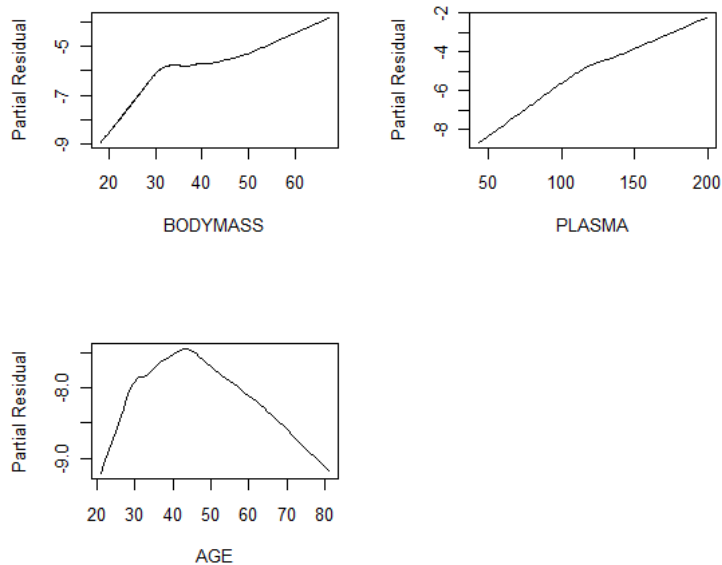 Partial Residual
-5
-7
-9
20 30 40 50 60
BODYMASS
Partial Residual
-2
-4
-6
-8
50 100 150 200
PLASMA
Partial Residual
-8.0
-9.0
20 30 40 50 60 70 80
AGE